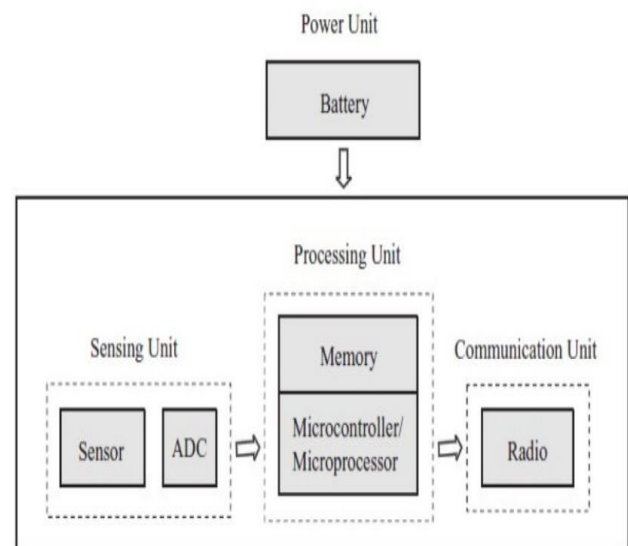 Power Unit
Battery
Processing Unit
Sensing Unit
Memory
Communication Unit
Sensor
ADC
Microcontroller/
Microprocessor
Radio